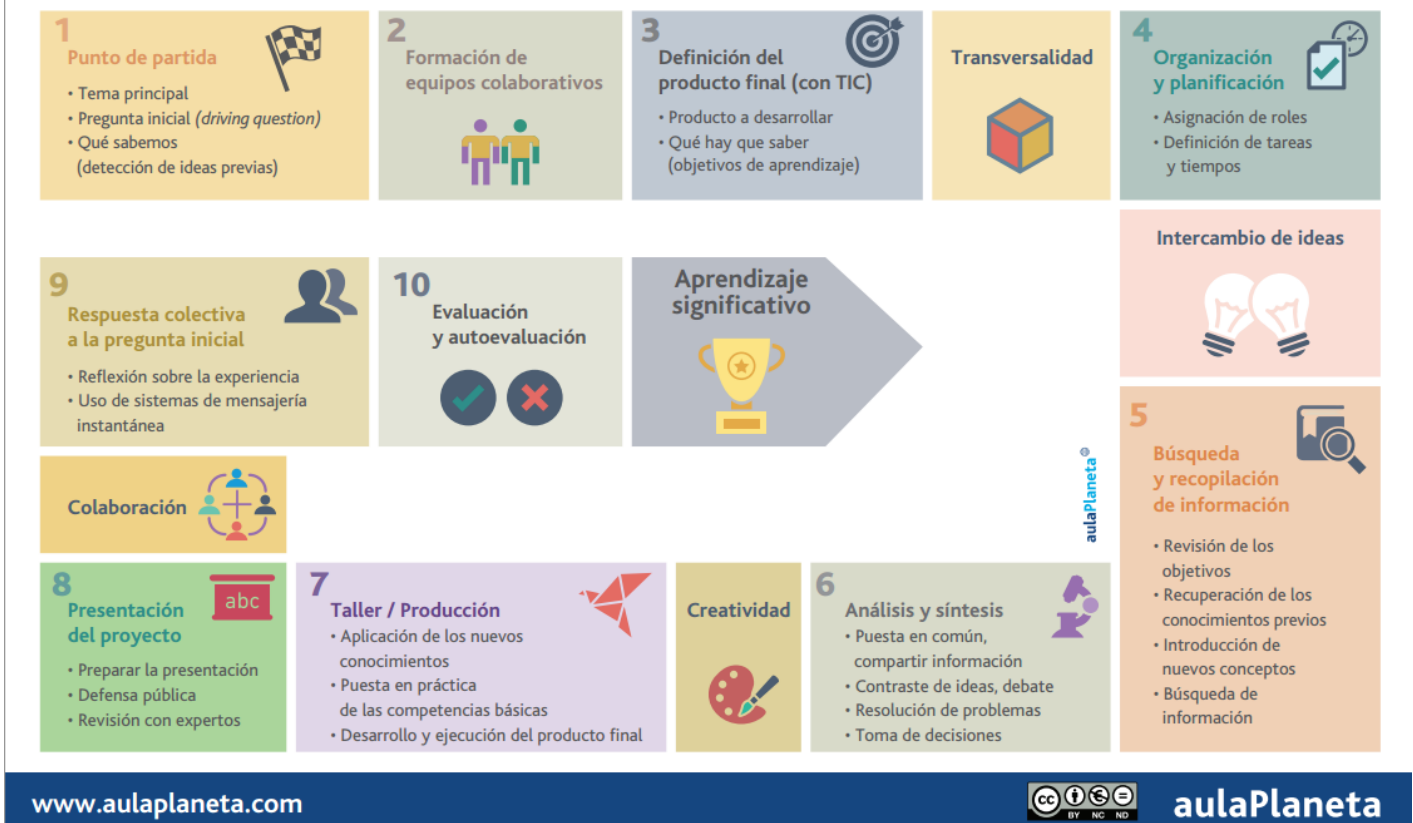 1
Punto de partida
• Tema principal
• Pregunta inicial (driving question)
• Qué sabemos
(detección de ideas previas)
2
Formación de
equipos colaborativos
3
Definición del
producto final (con TIC)
• Producto a desarrollar
• Qué hay que saber
(objetivos de aprendizaje)
Transversalidad
4
Organización
y planificación
• Asignación de roles
• Definición de tareas
y tiempos
Intercambio de ideas
5
Búsqueda
y recopilación
de información
• Revisión de los
objetivos
• Recuperación de los
conocimientos previos
• Introducción de
nuevos conceptos
• Búsqueda de
información
6
Análisis y síntesis
• Puesta en común,
compartir información
• Contraste de ideas, debate
• Resolución de problemas
• Toma de decisiones
Creatividad
7
Taller / Producción
• Aplicación de los nuevos
conocimientos
• Puesta en práctica
de las competencias básicas
• Desarrollo y ejecución del producto final
8
Presentación
del proyecto
abc
• Preparar la presentación
• Defensa pública
• Revisión con expertos
Colaboración
9
Respuesta colectiva
a la pregunta inicial
• Reflexión sobre la experiencia
• Uso de sistemas de mensajería
instantánea
10
Evaluación
y autoevaluación
Aprendizaje
significativo
aulaPlaneta
www.aulaplaneta.com
cc
BY NC ND
aulaPlaneta